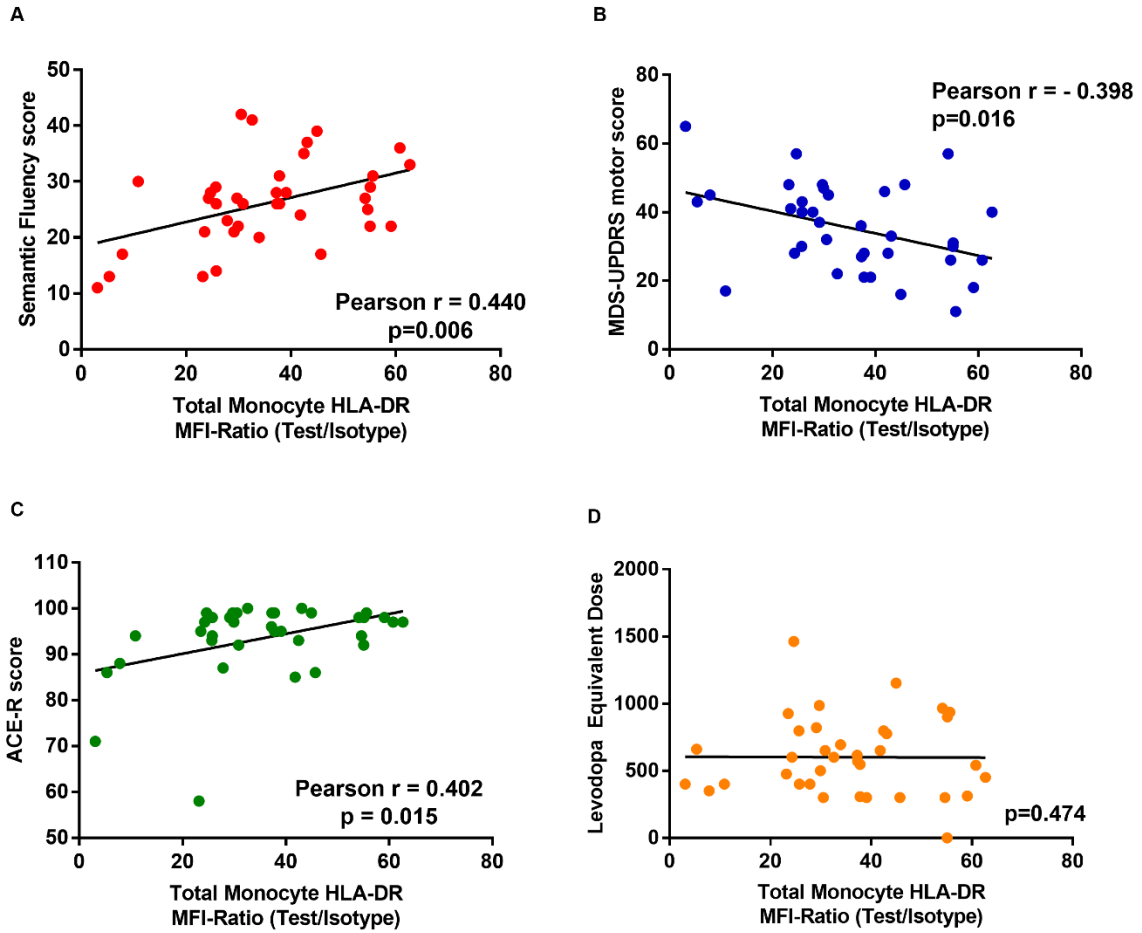 A
Semantic Fluency score
50
40
30
20
10
0
Pearson r = 0.440
p=0.006
0 20 40 60 80
Total Monocyte HLA-DR
MFI-Ratio (Test/Isotype)
B
MDS-UPDRS motor score
80
60
40
20
0
Pearson r = - 0.398
p=0.016
0 20 40 60 80
Total Monocyte HLA-DR
MFI-Ratio (Test/Isotype)
C
ACE-R score
110
100
90
80
70
60
50
Pearson r = 0.402
p = 0.015
0 20 40 60 80
Total Monocyte HLA-DR
MFI-Ratio (Test/Isotype)
D
Levodopa Equivalent Dose
2000
1500
1000
500
0
p=0.474
0 20 40 60 80
Total Monocyte HLA-DR
MFI-Ratio (Test/Isotype)